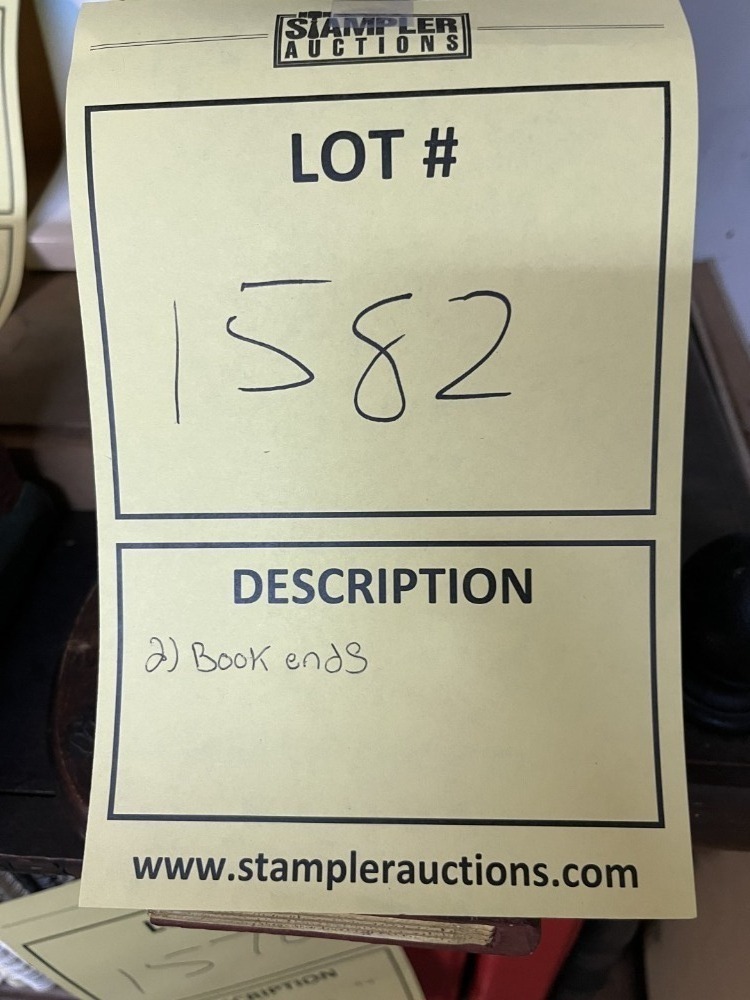 STAMPLER
AUCTIONS
LOT #
1582
DESCRIPTION
2) Book ends
www.stamplerauctions.com